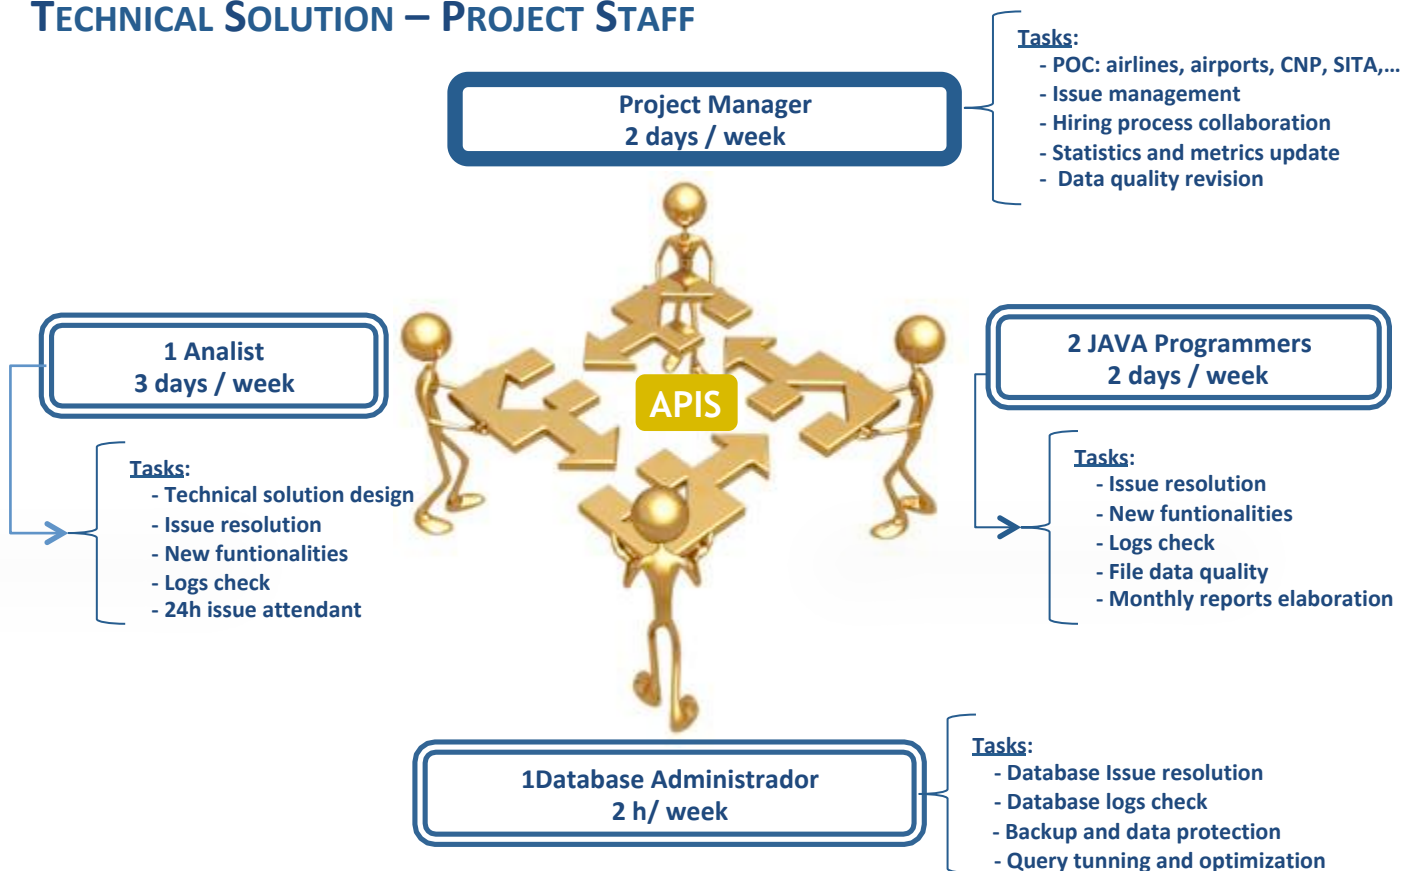 TECHNICAL SOLUTION – PROJECT STAFF
Project Manager
2 days / week
Tasks:
- POC: airlines, airports, CNP, SITA,...
- Issue management
- Hiring process collaboration
- Statistics and metrics update
- Data quality revision
1 Analist
3 days / week
Tasks:
- Technical solution design
- Issue resolution
- New funtionalities
- Logs check
- 24h issue attendant
APIS
2 JAVA Programmers
2 days / week
Tasks:
- Issue resolution
- New funtionalities
- Logs check
- File data quality
- Monthly reports elaboration
1Database Administrador
2 h/ week
Tasks:
- Database Issue resolution
- Database logs check
- Backup and data protection
- Query tunning and optimization